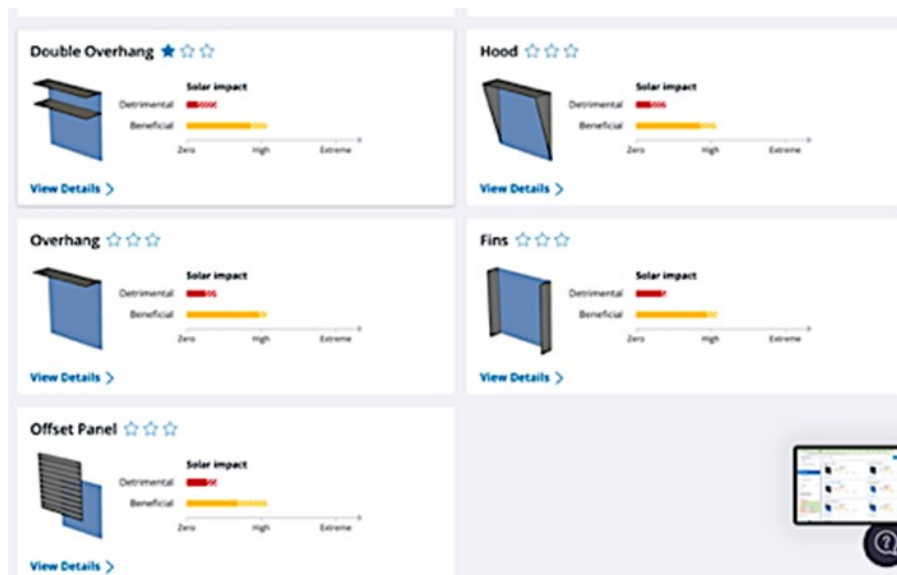 Double Overhang
Solar impact
Detrimental
Beneficial
Zero High Extreme
View Details
Hood
Solar impact
Detrimental
Beneficial
Zero High Extreme
View Details
Overhang
Solar impact
Detrimental
Beneficial
Zero High Extreme
View Details
Fins
Solar impact
Detrimental
Beneficial
Zero High Extreme
View Details
Offset Panel
Solar impact
Detrimental
Beneficial
Zero High Extreme
View Details
?